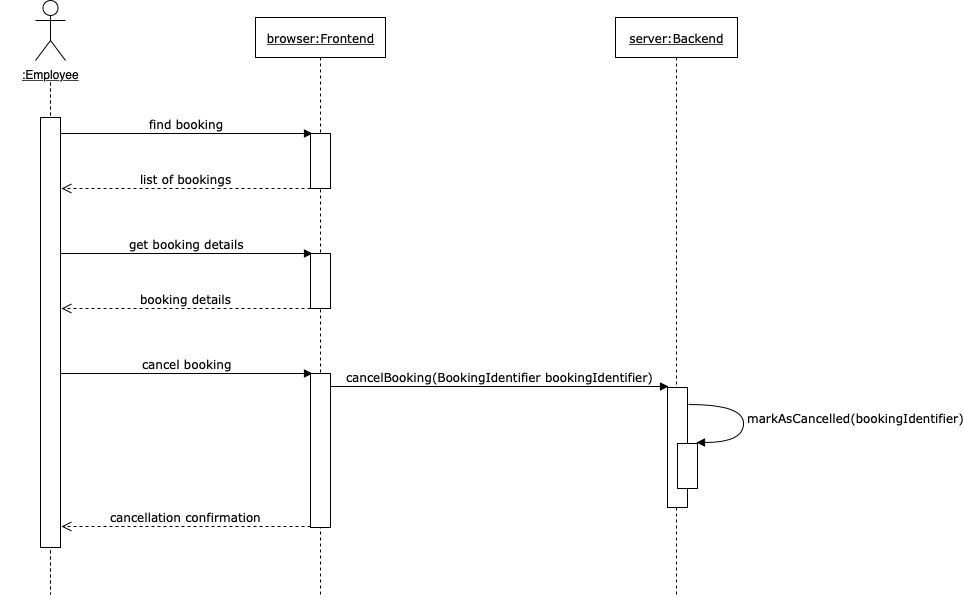 browser:Frontend
server:Backend
:Employee
find booking
list of bookings
get booking details
booking details
cancel booking
cancelBooking(BookingIdentifier bookingIdentifier)
markAsCancelled(bookingIdentifier)
cancellation confirmation